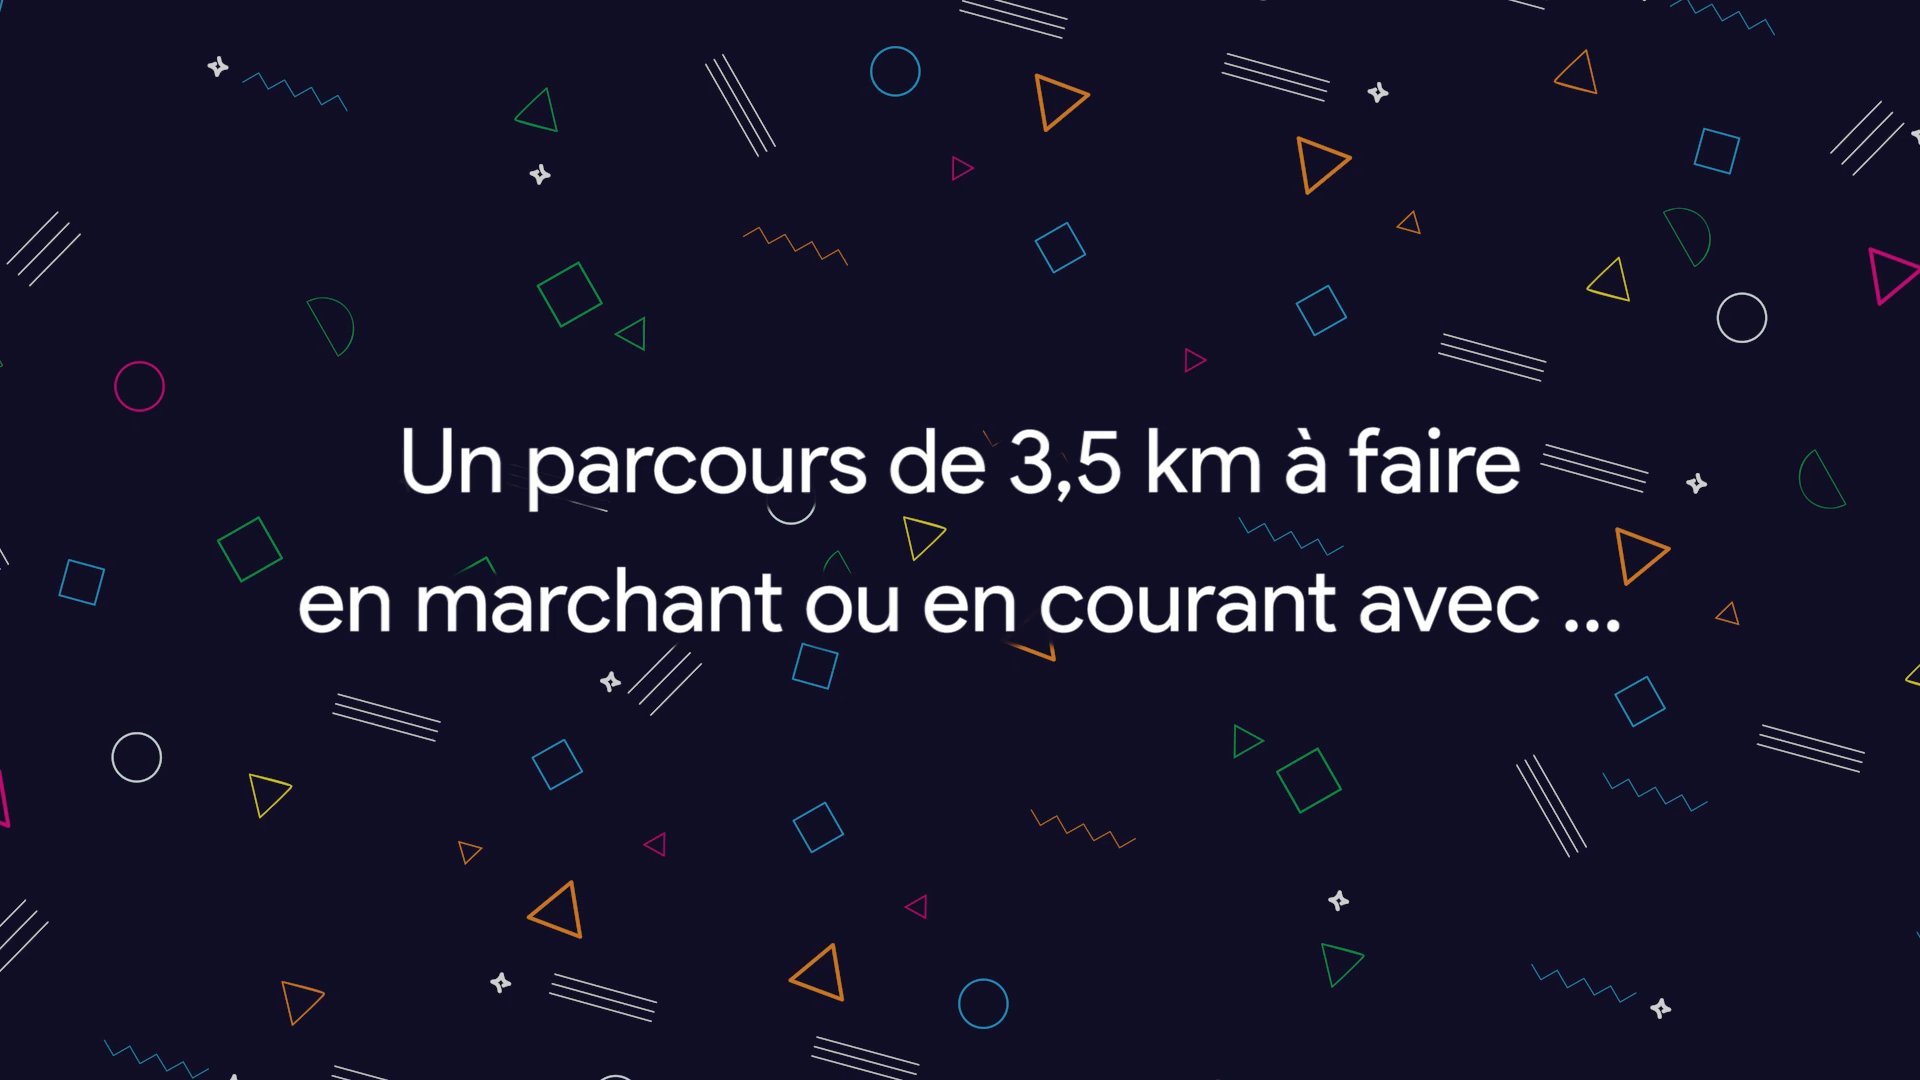 Un parcours de 3,5 km à faire
en marchant ou en courant avec ...